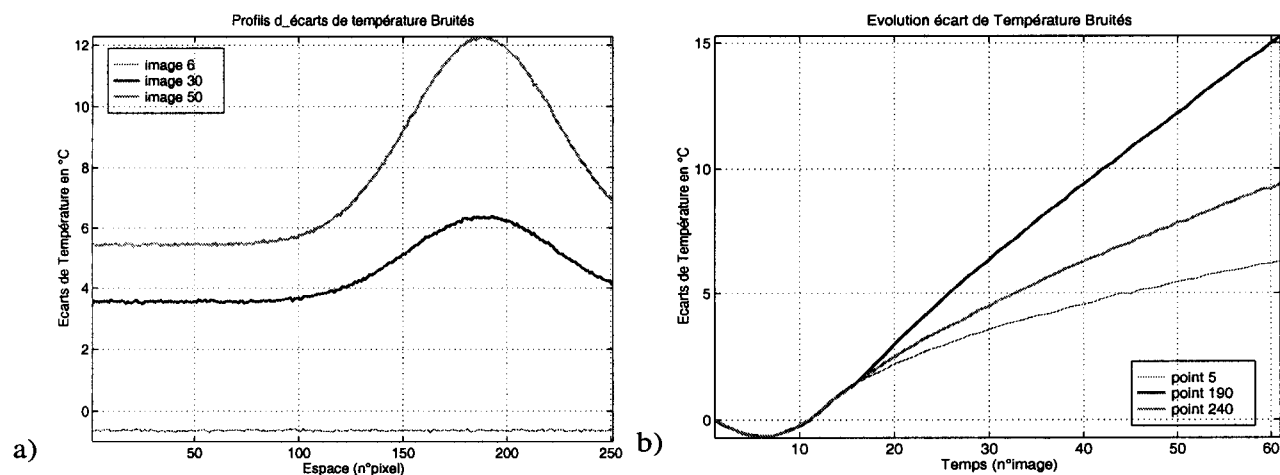 Profils d_écarts de température Bruités
12
10
8
6
4
2
0
image 6
image 30
image 50
Ecarts de Température en °C
50
100
150
200
250
Espace (n°pixel)
a)
Evolution écart de Température Bruités
15
10
5
0
Ecarts de Température en °C
point 5
point 190
point 240
10
20
30
40
50
60
Temps (n°image)
b)